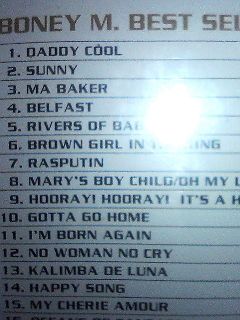 BONEY M. BEST SEL
1. DADDY COOL
2. SUNNY
3. MA BAKER
4. BELFAST
5. RIVERS OF BAB
6. BROWN GIRL IN
7. RASPUTIN
8. MARY'S BOY CHILD/OH MY L
9. HOORAY! HOORAY! IT'S A H
10. GOTTA GO HOME
11. I'M BORN AGAIN
12. NO WOMAN NO CRY
13. KALIMBA DE LUNA
14. HAPPY SONG
15. MY CHERIE AMOUR